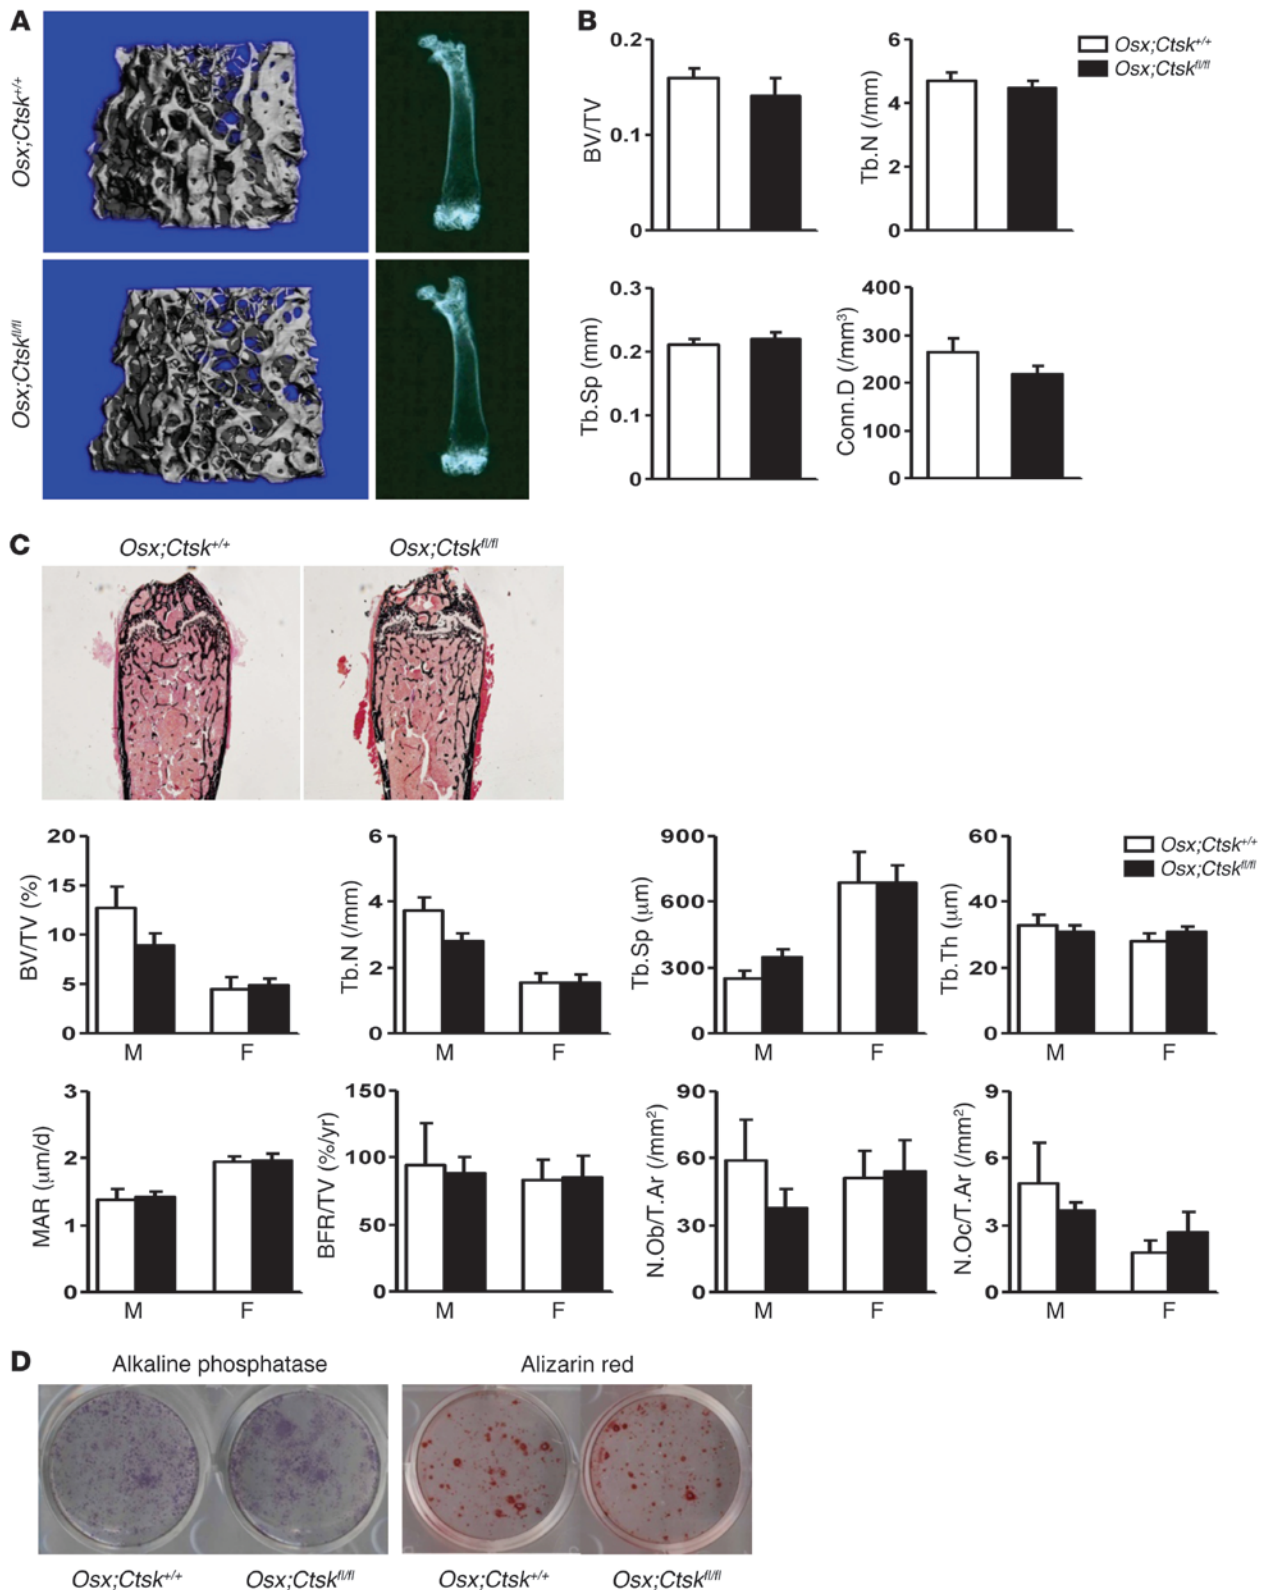 A
Osx;Ctsk+/+
Osx;Ctskfl/fl
B
0.2
0.1
0
BV/TV
6
4
2
0
Tb.N (/mm)
Osx;Ctsk+/+
Osx;Ctskfl/fl
0.3
0.2
0.1
0
Tb.Sp (mm)
400
300
200
100
0
Conn.D (/mm³)
C
Osx;Ctsk+/+
Osx;Ctskfl/fl
20
15
10
5
0
BV/TV (%)
M F
6
4
2
0
Tb.N (/mm)
M F
900
600
300
0
Tb.Sp (μm)
M F
60
40
20
0
Tb.Th (μm)
M F
Osx;Ctsk+/+
Osx;Ctskfl/fl
3
2
1
0
MAR (μm/d)
M F
150
100
50
0
BFR/TV (%/yr)
M F
90
60
30
0
N.Ob/T.Ar (/mm²)
M F
9
6
3
0
N.Oc/T.Ar (/mm²)
M F
D
Alkaline phosphatase
Alizarin red
Osx;Ctsk+/+
Osx;Ctskfl/fl
Osx;Ctsk+/+
Osx;Ctskfl/fl